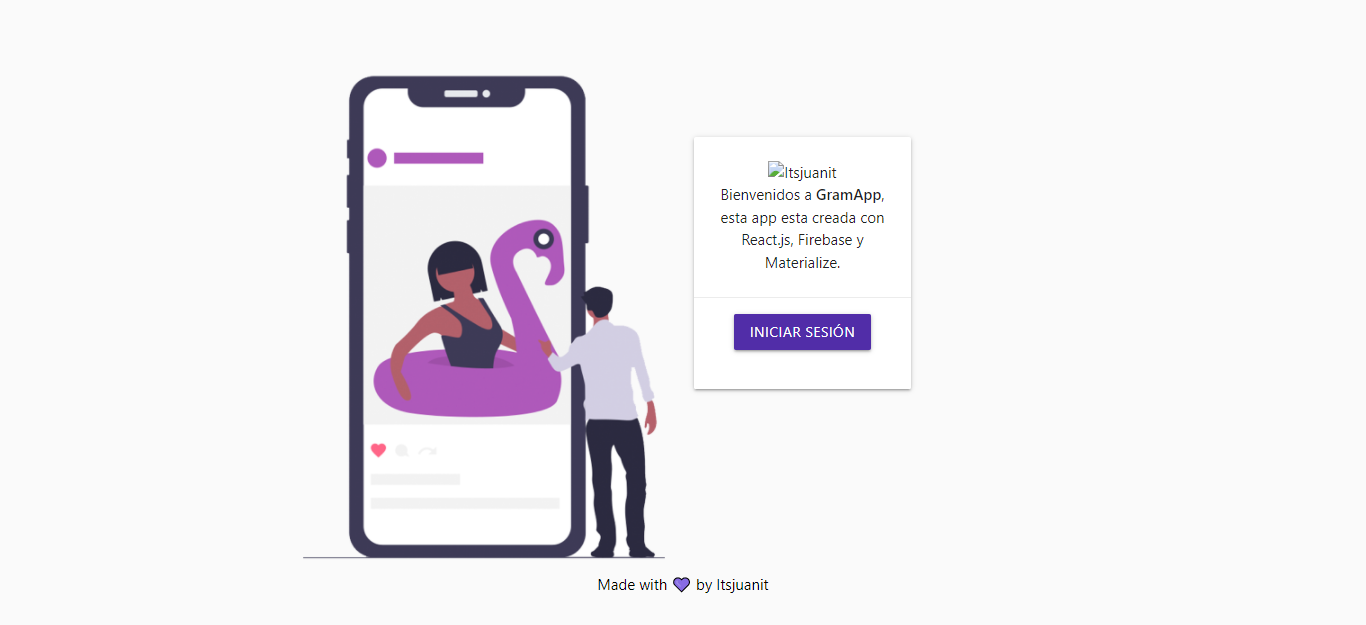 Itsjuanit
Bienvenidos a GramApp,
esta app esta creada con
React.js, Firebase y
Materialize.
INICIAR SESIÓN
Made with 💜 by Itsjuanit